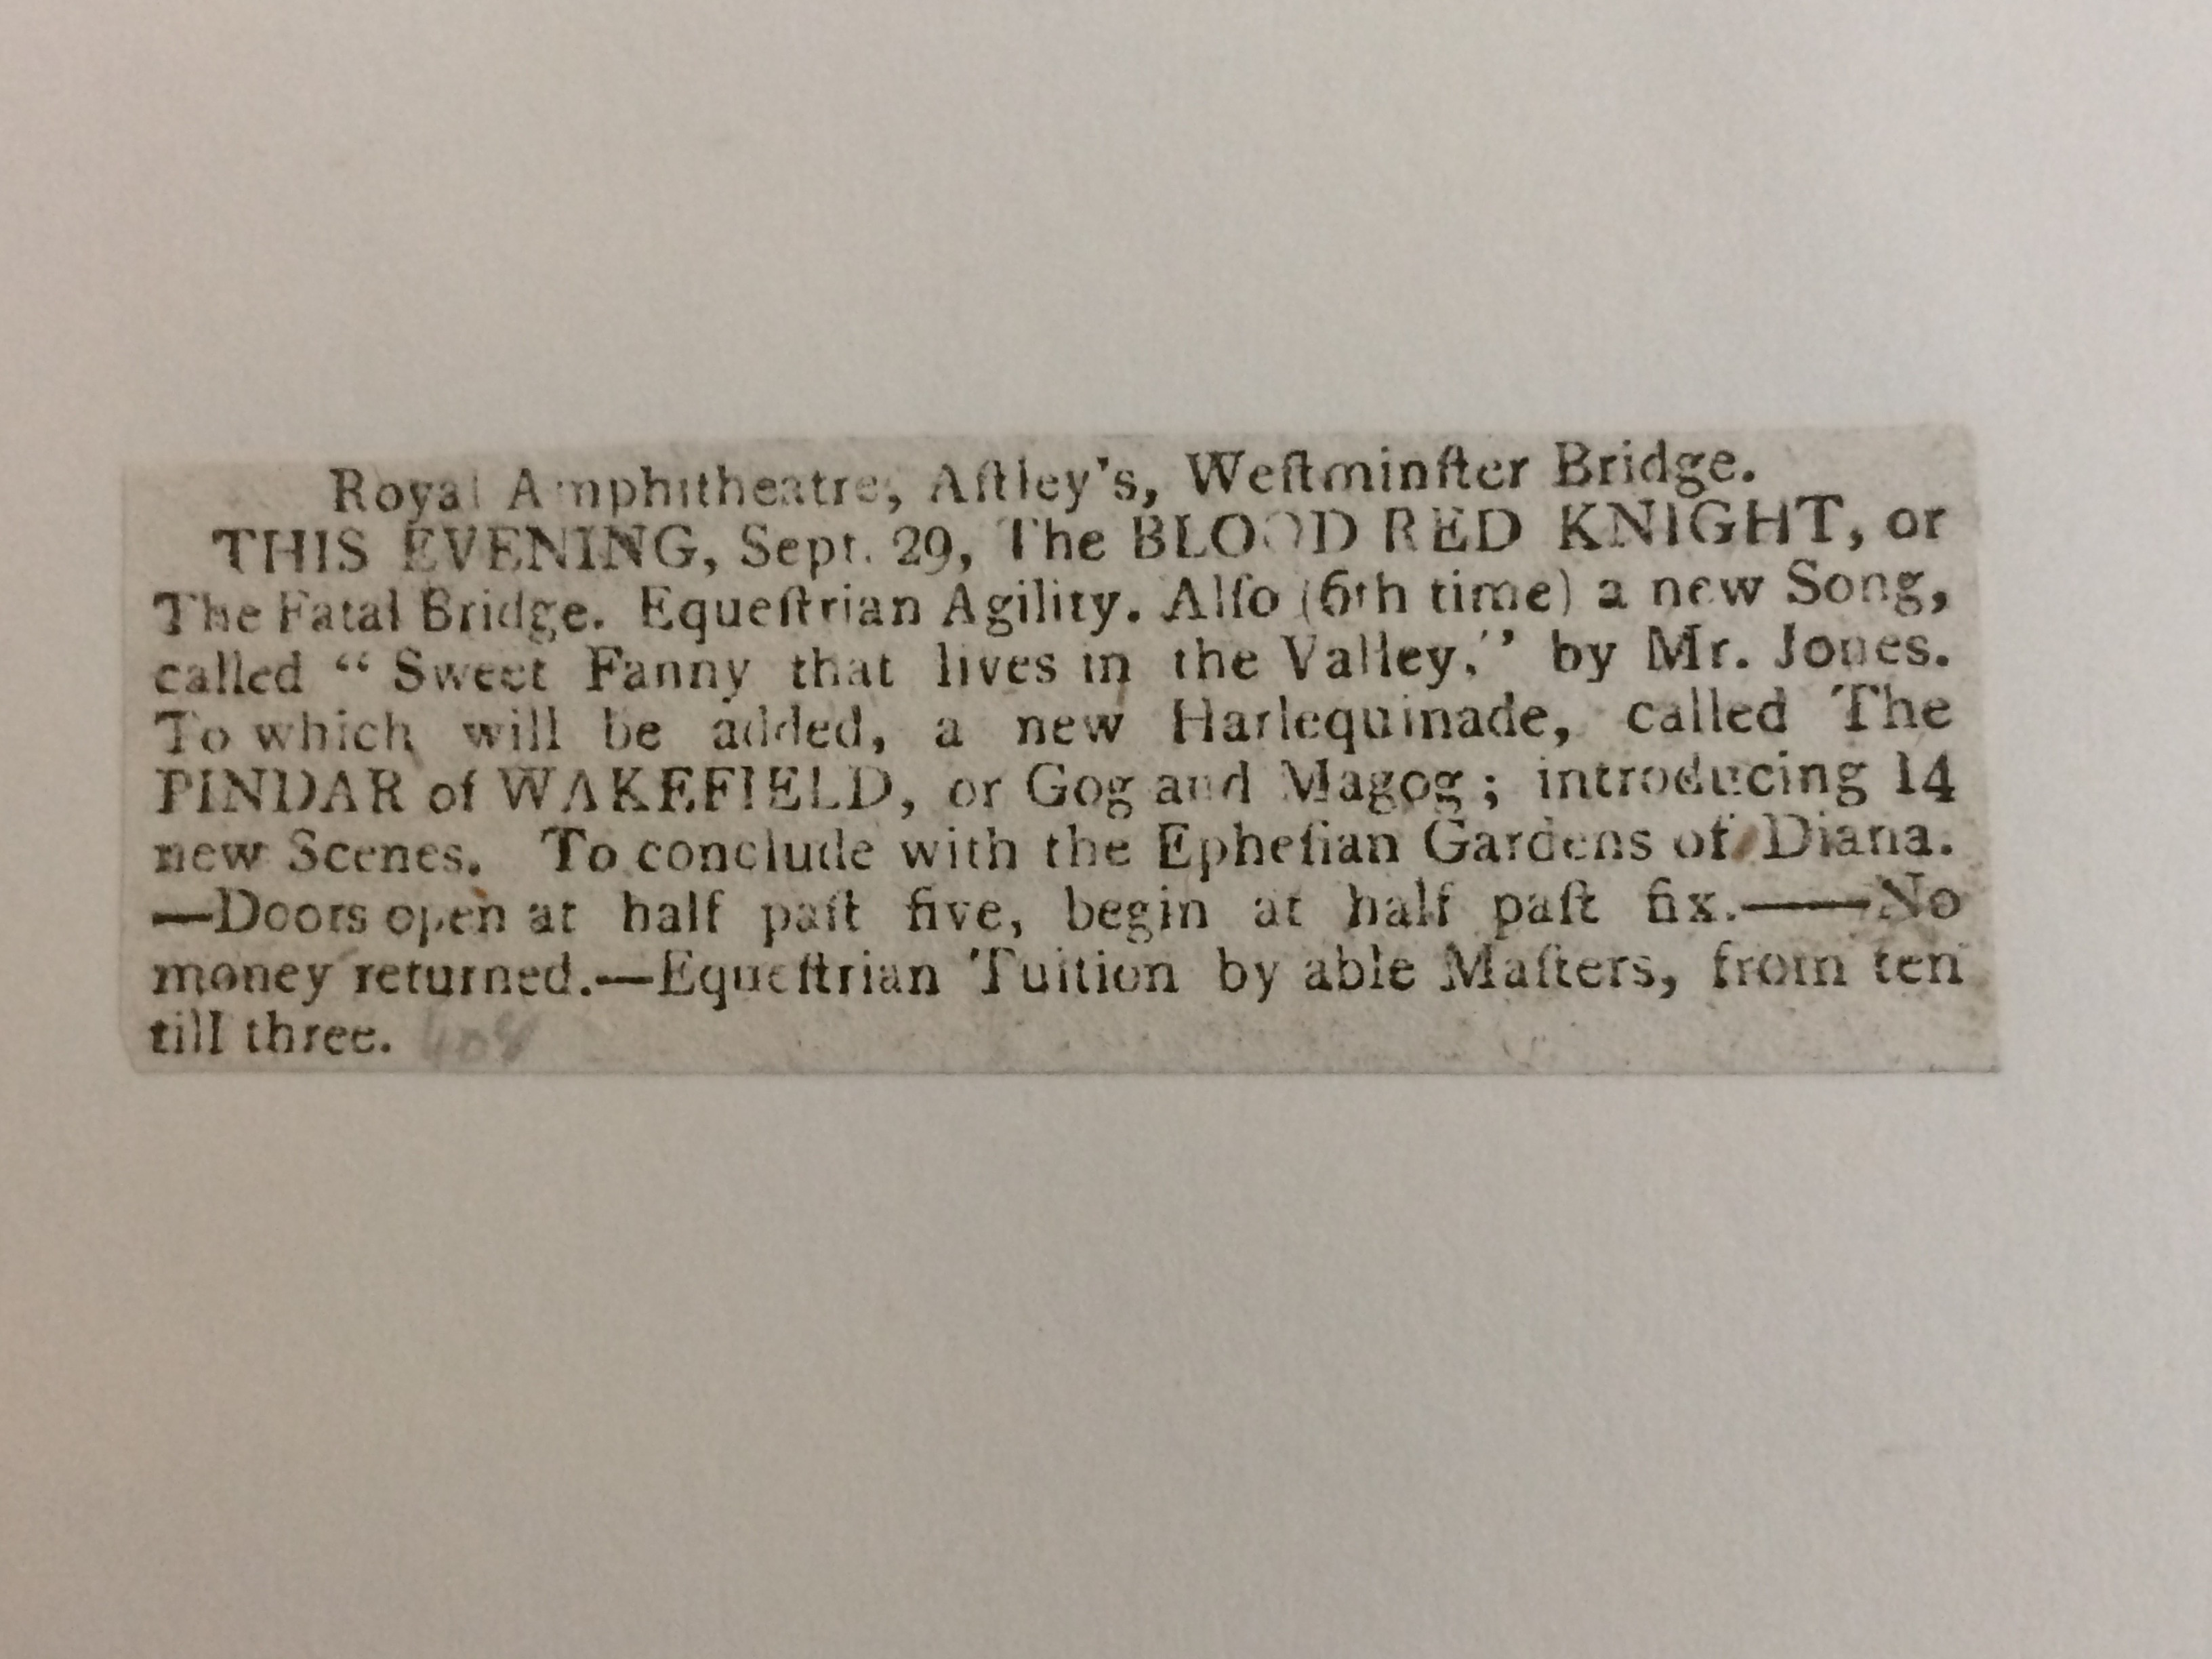 Royal Amphitheatre, Aſtley's, Weſtminſter Bridge.
THIS EVENING, Sept. 29, The BLOOD RED KNIGHT, or
The Fatal Bridge. Equeſtrian Agility. Alſo (6th time) a new Song,
called “ Sweet Fanny that lives in the Valley,” by Mr. Jones.
To which will be added, a new Harlequinade, called The
PINDAR of WAKEFIELD, or Gog and Magog; introducing 14
new Scenes. To conclude with the Epheſian Gardens of Diana.
—Doors open at half paſt five, begin at half paſt ſix.——No
money returned.—Equeſtrian Tuition by able Maſters, from ten
till three.